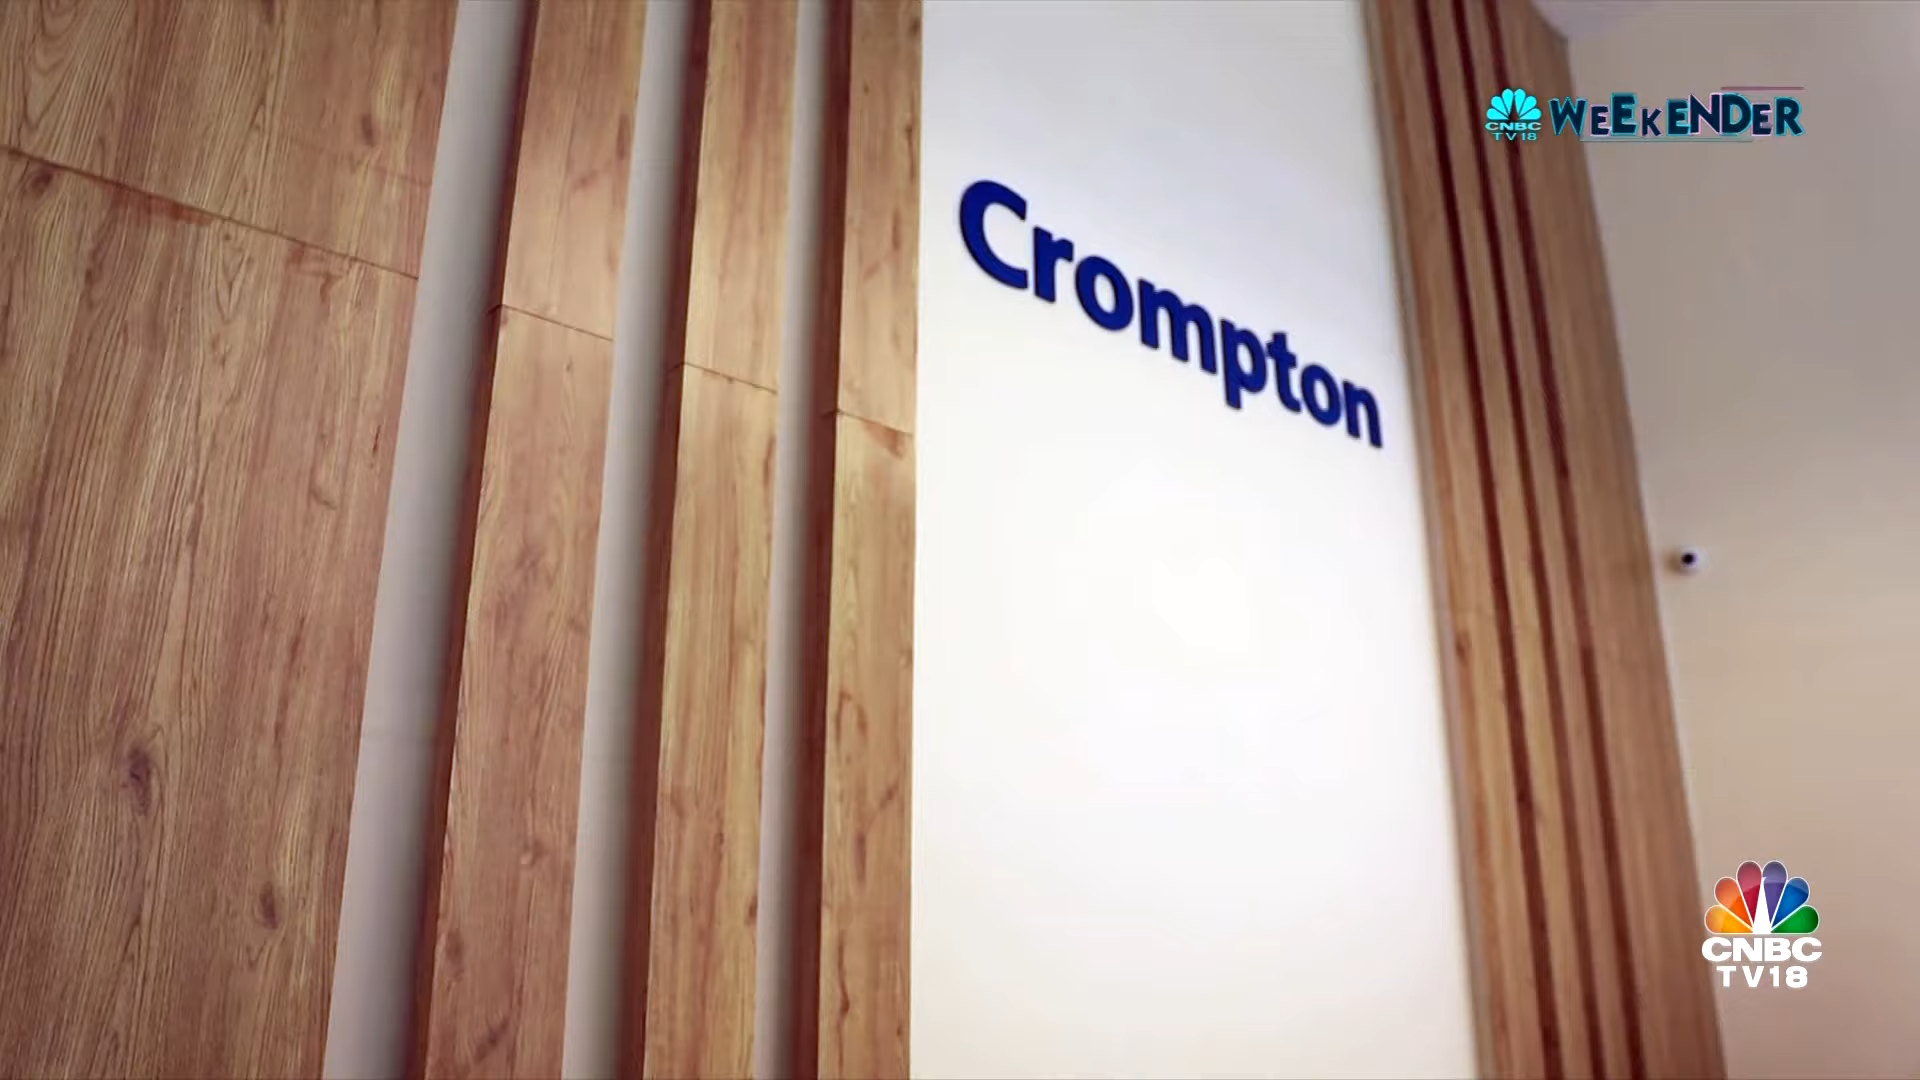 CNBC
TV18
WEEKENDER
Crompton
CNBC
TV18